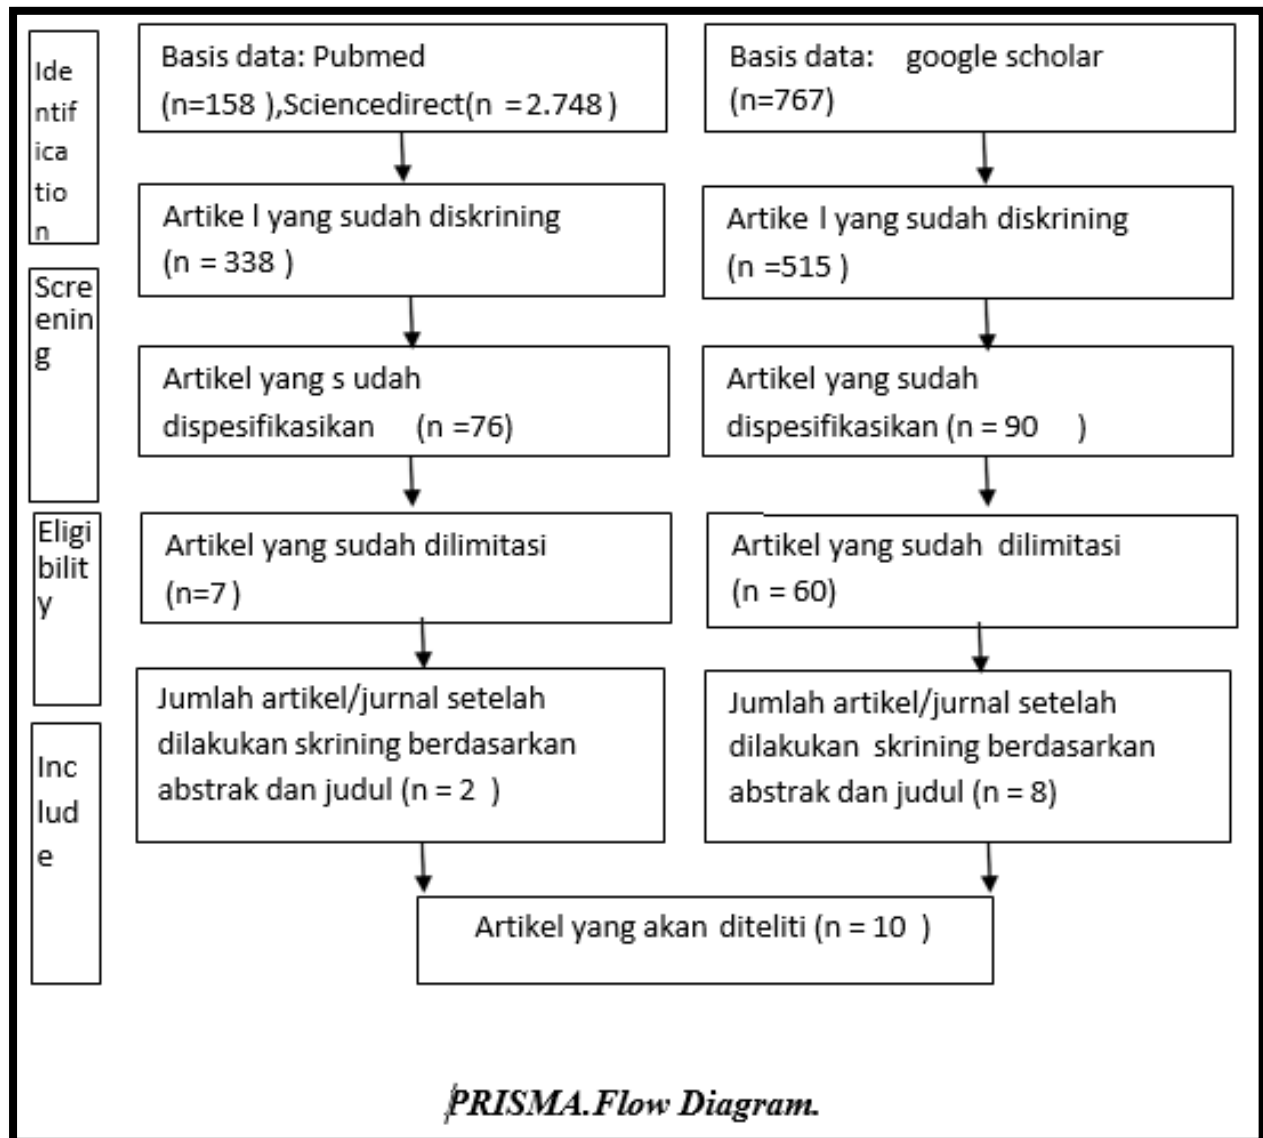 Ide
ntif
ica
tio
n
Basis data: Pubmed
(n=158 ),Sciencedirect(n = 2.748 )
Basis data: google scholar
(n=767)
Artike l yang sudah diskrining
(n = 338 )
Artike l yang sudah diskrining
(n =515 )
Scre
enin
g
Artikel yang s udah
dispesifikasikan (n =76)
Artikel yang sudah
dispesifikasikan (n = 90 )
Eligi
bilit
y
Artikel yang sudah dilimitasi
(n=7 )
Artikel yang sudah dilimitasi
(n = 60)
Inc
lud
e
Jumlah artikel/jurnal setelah
dilakukan skrining berdasarkan
abstrak dan judul (n = 2 )
Jumlah artikel/jurnal setelah
dilakukan skrining berdasarkan
abstrak dan judul (n = 8)
Artikel yang akan diteliti (n = 10 )
PRISMA.Flow Diagram.